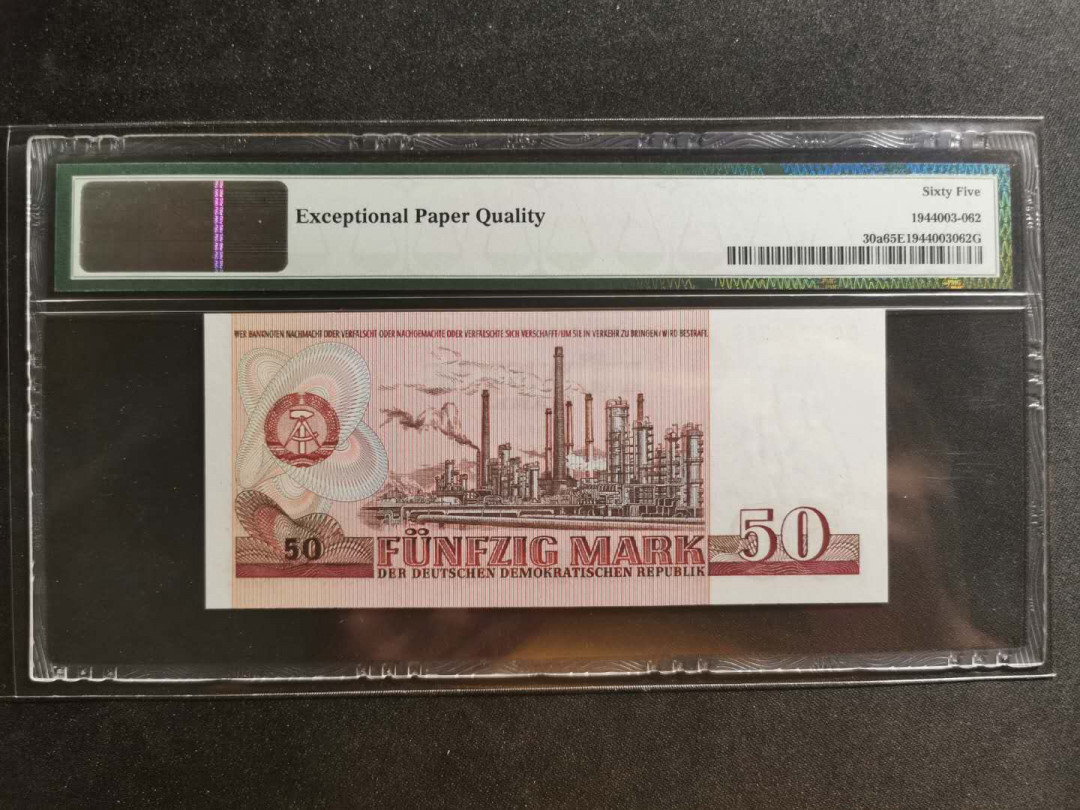 Exceptional Paper Quality
Sixty Five
1944003-062
30a65E1944003062G
WER BANKNOTEN NACHMACHT ODER VERFÄLSCHT ODER NACHGEMACHTE ODER VERFÄLSCHTE SICH VERSCHAFFT/UM SIE IN VERKEHR ZU BRINGEN/WIRD BESTRAFT.
50
FÜNFZIG MARK
DER DEUTSCHEN DEMOKRATISCHEN REPUBLIK
50